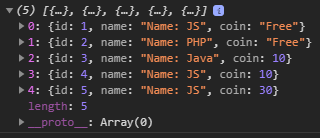 ▼ (5) [{…}, {…}, {…}, {…}, {…}] i
▶ 0: {id: 1, name: "Name: JS", coin: "Free"}
▶ 1: {id: 2, name: "Name: PHP", coin: "Free"}
▶ 2: {id: 3, name: "Name: Java", coin: 10}
▶ 3: {id: 4, name: "Name: JS", coin: 10}
▶ 4: {id: 5, name: "Name: JS", coin: 30}
length: 5
▶ __proto__: Array(0)